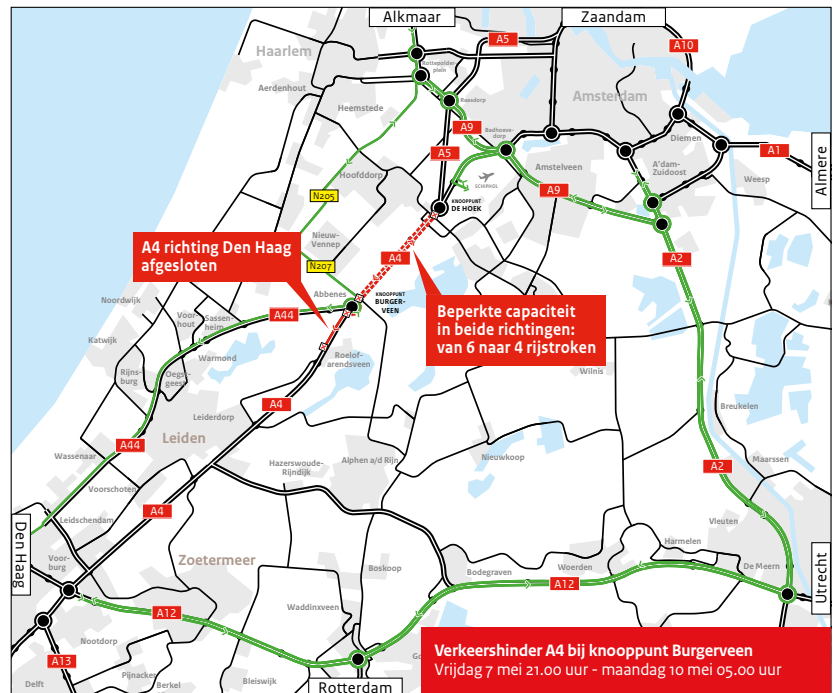 Alkmaar
Zaandam
A5
A10
Haarlem
Rottepolder-
plein
Aerdenhout
Raasdorp
Amsterdam
Heemstede
A9
Badhoeve-
dorp
Diemen
A5
A1
Almere
Hoofddorp
Amstelveen
A'dam-
Zuidoost
Weesp
SCHIPHOL
N205
A9
KNOOPPUNT
DE HOEK
A4 richting Den Haag
afgesloten
Nieuw-
Vennep
A4
A2
N207
Abbenes
KNOOPPUNT
BURGER-
VEEN
Noordwijk
Voor-
hout
Sassen-
heim
A44
Beperkte capaciteit
in beide richtingen:
van 6 naar 4 rijstroken
Katwijk
Warmond
Roelof-
arendsveen
Rijns-
burg
Oegst-
geest
Wilnis
Leiderdorp
A4
Breukelen
A44
Leiden
Wassenaar
Hazerswoude-
Rijndijk
Alphen a/d Rijn
Nieuwkoop
Maarssen
A2
Voorschoten
A4
Leidschendam
Vleuten
Den Haag
Harmelen
Voor-
burg
Zoetermeer
Boskoop
Bodegraven
Woerden
De Meern
A12
Utrecht
A12
Waddinxveen
Nootdorp
A13
Pijnacker
Delft
Berkel
Bleiswijk
Rotterdam
Verkeershinder A4 bij knooppunt Burgerveen
Vrijdag 7 mei 21.00 uur - maandag 10 mei 05.00 uur